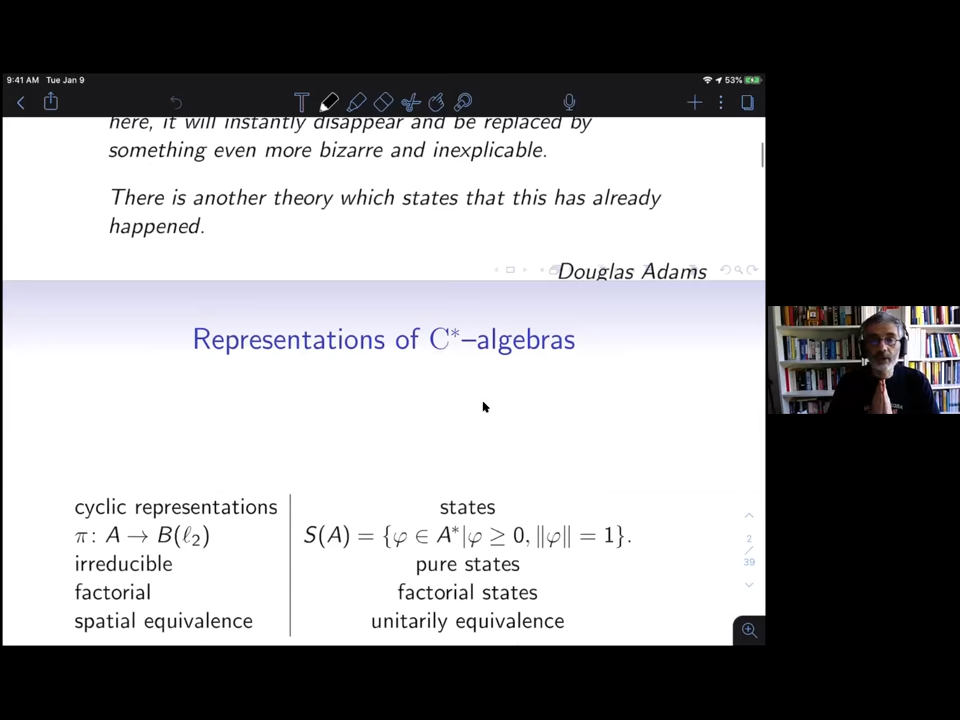 9:41 AM Tue Jan 9
53%
here, it will instantly disappear and be replaced by
something even more bizarre and inexplicable.
There is another theory which states that this has already
happened.
Douglas Adams
Representations of C*–algebras
cyclic representations states
π: A → B(ℓ₂) S(A) = {φ ∈ A*|φ ≥ 0, ‖φ‖ = 1}.
irreducible pure states
factorial factorial states
spatial equivalence unitarily equivalence
2
/
39